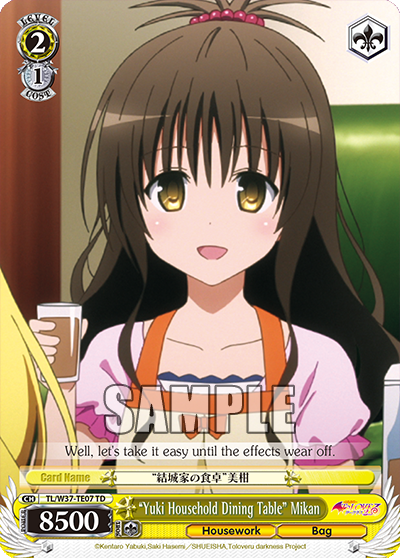 LEVEL
2
1
COST
SAMPLE
Well, let's take it easy until the effects wear off.
Card Name
"結城家の食卓"美柑
CH TL/W37-TE07 TD
"Yuki Household Dining Table" Mikan
8500
Housework
Bag
©Kentaro Yabuki,Saki Hasemi／SHUEISHA,Toloveru darkness Project